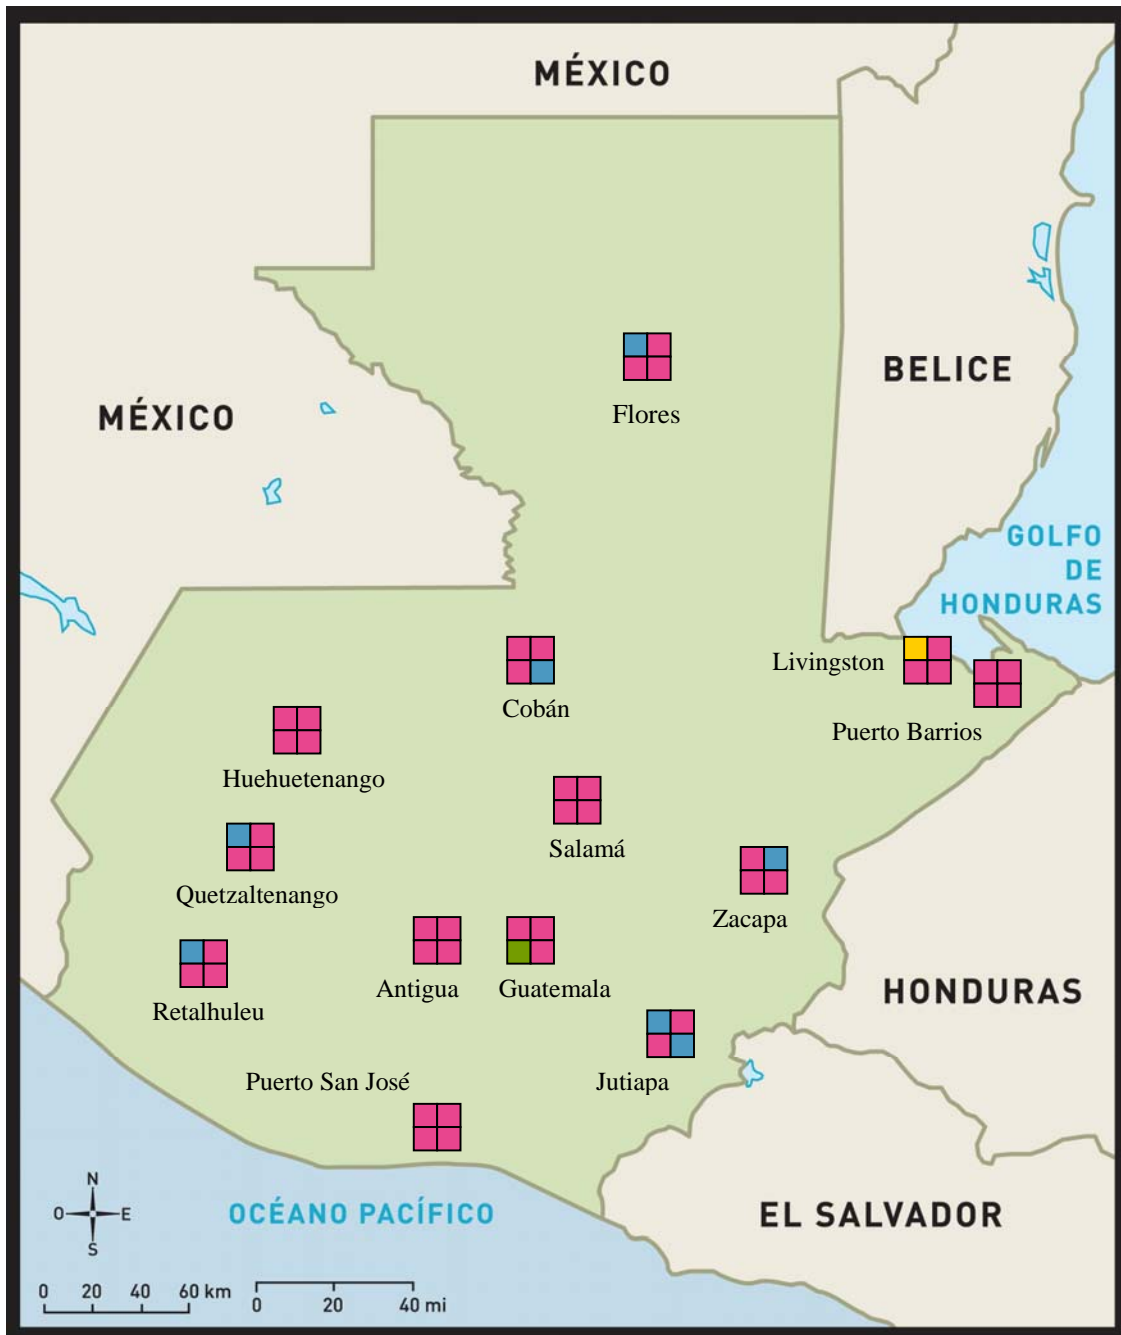 MÉXICO
BELICE
Flores
MÉXICO
GOLFO
DE
HONDURAS
Livingston
Cobán
Puerto Barrios
Huehuetenango
Salamá
Quetzaltenango
Zacapa
Antigua
Guatemala
Retalhuleu
HONDURAS
Puerto San José
Jutiapa
N
O
E
S
OCÉANO PACÍFICO
EL SALVADOR
0 20 40 60 km
0 20 40 mi